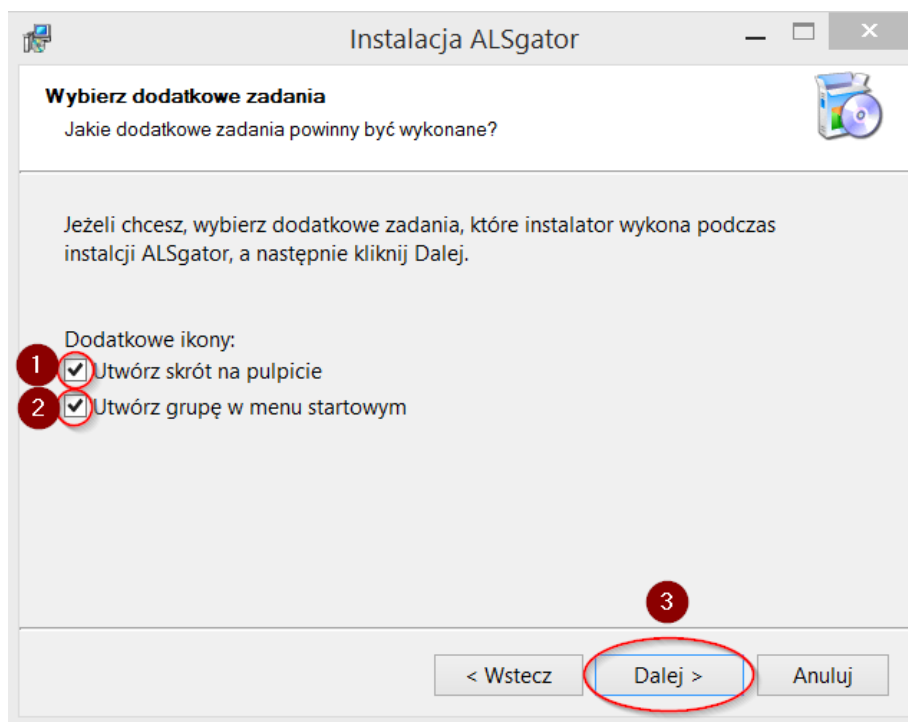 Instalacja ALSgator
Wybierz dodatkowe zadania
Jakie dodatkowe zadania powinny być wykonane?
Jeżeli chcesz, wybierz dodatkowe zadania, które instalator wykona podczas
instalcji ALSgator, a następnie kliknij Dalej.
Dodatkowe ikony:
1 Utwórz skrót na pulpicie
2 Utwórz grupę w menu startowym
3
< Wstecz Dalej > Anuluj